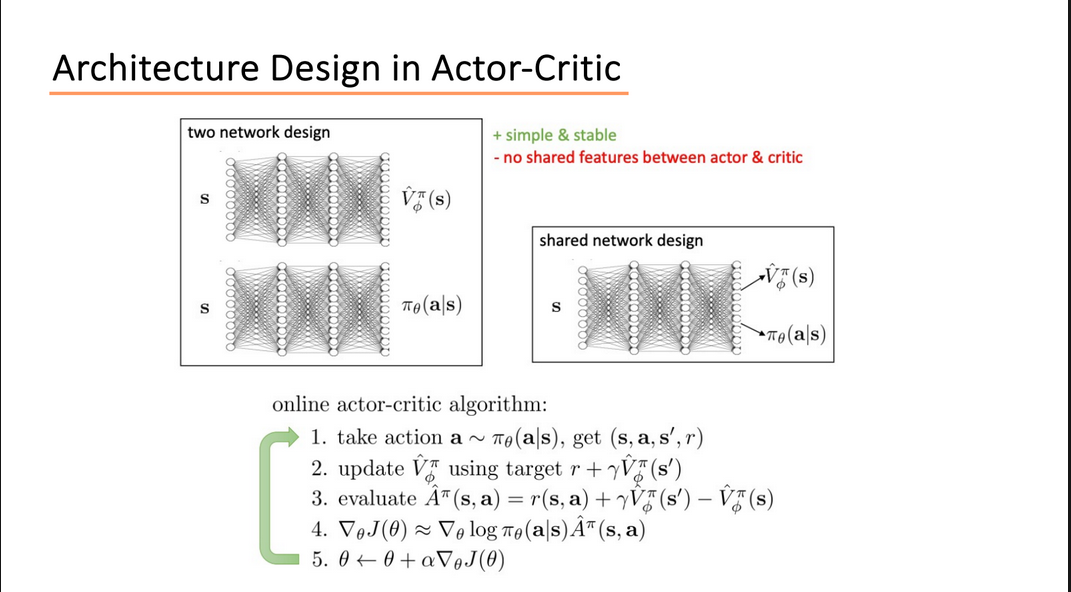 Architecture Design in Actor-Critic
two network design
s
V̂^π_ϕ(s)
s
π_θ(a|s)
+ simple & stable
- no shared features between actor & critic
shared network design
s
V̂^π_ϕ(s)
π_θ(a|s)
online actor-critic algorithm:
1. take action a ∼ π_θ(a|s), get (s, a, s′, r)
2. update V̂^π_ϕ using target r + γV̂^π_ϕ(s′)
3. evaluate Â^π(s, a) = r(s, a) + γV̂^π_ϕ(s′) − V̂^π_ϕ(s)
4. ∇_θJ(θ) ≈ ∇_θ log π_θ(a|s)Â^π(s, a)
5. θ ← θ + α∇_θJ(θ)